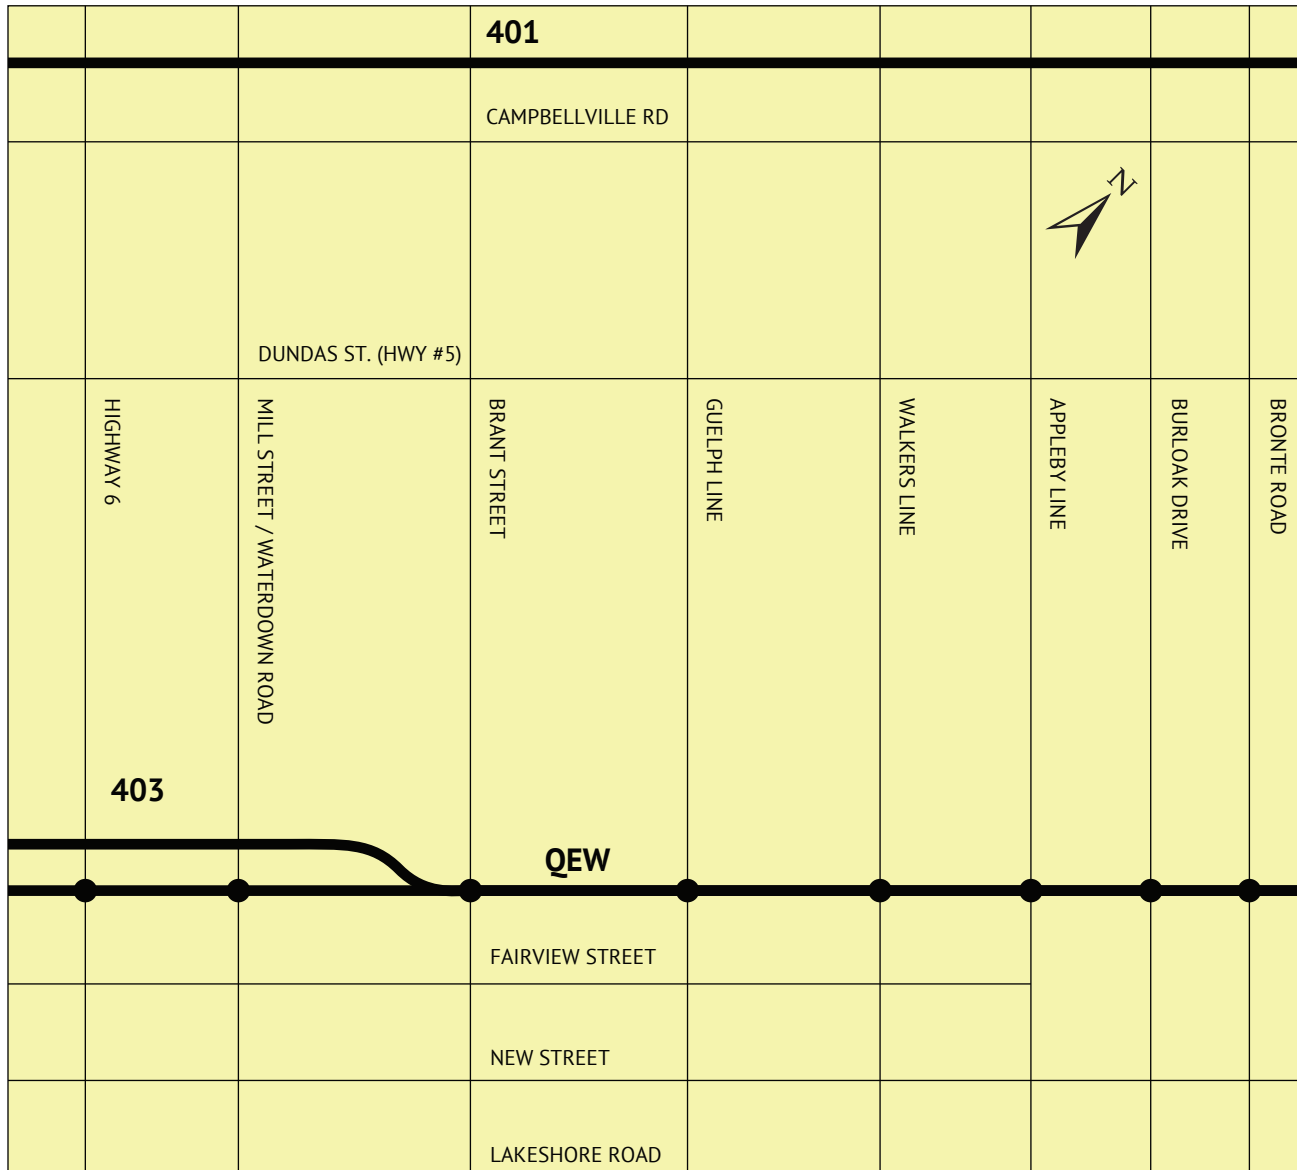 401
CAMPBELLVILLE RD
N
DUNDAS ST. (HWY #5)
HIGHWAY 6
MILL STREET / WATERDOWN ROAD
BRANT STREET
GUELPH LINE
WALKERS LINE
APPLEBY LINE
BURLOAK DRIVE
BRONTE ROAD
403
QEW
FAIRVIEW STREET
NEW STREET
LAKESHORE ROAD